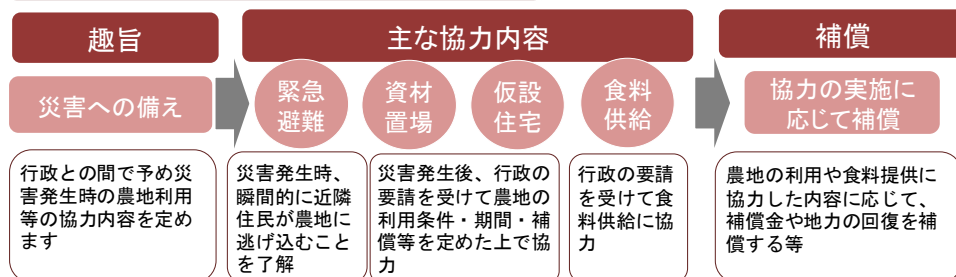 趣旨
主な協力内容
補償
災害への備え
緊急
避難
資材
置場
仮設
住宅
食料
供給
協力の実施に
応じて補償
行政との間で予め災
害発生時の農地利用
等の協力内容を定め
ます
災害発生時、
瞬間的に近隣
住民が農地に
逃げ込むこと
を了解
災害発生後、行政の
要請を受けて農地の
利用条件・期間・補
償等を定めた上で協
力
行政の要請
を受けて食
料供給に協
力
農地の利用や食料提供に
協力した内容に応じて、
補償金や地力の回復を補
償する等